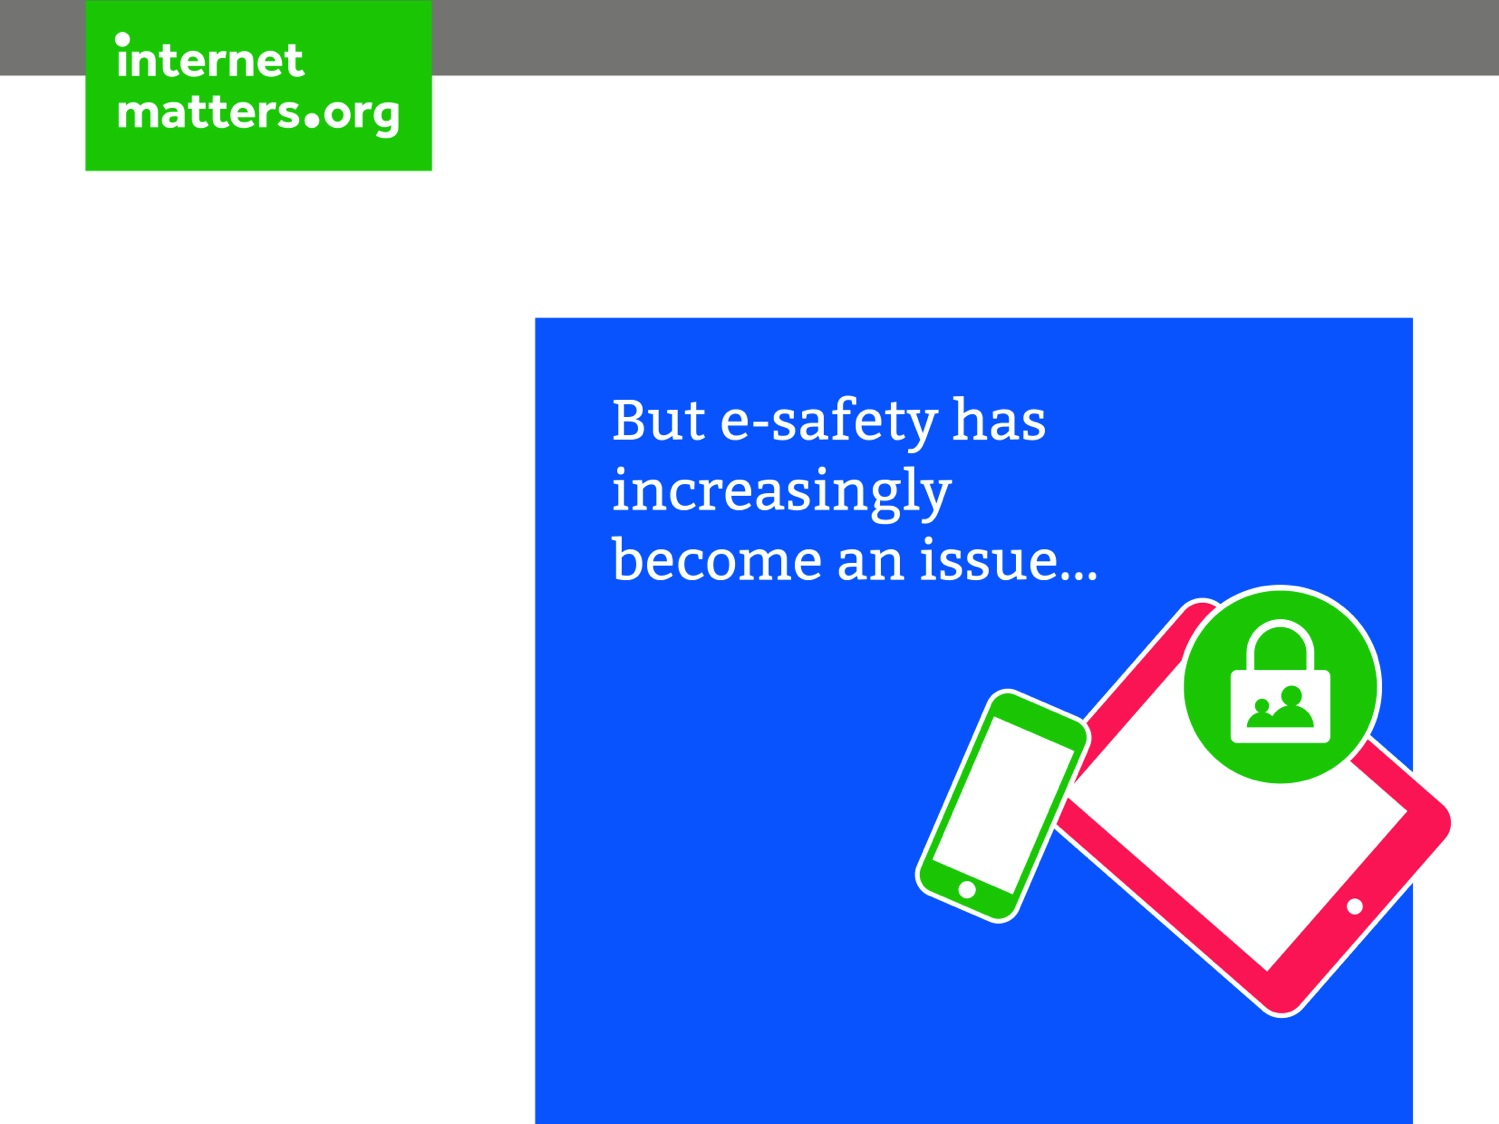 internet
matters.org
But e-safety has
increasingly
become an issue...